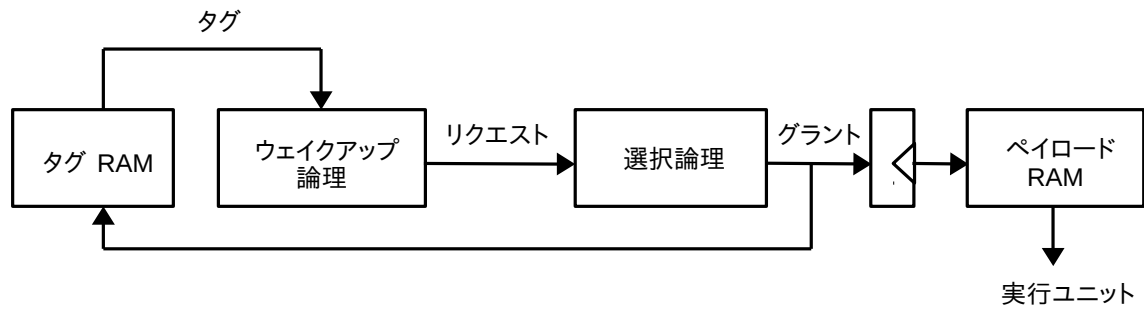 タグ
タグ RAM
ウェイクアップ
論理
リクエスト
選択論理
グラント
ペイロード
RAM
実行ユニット